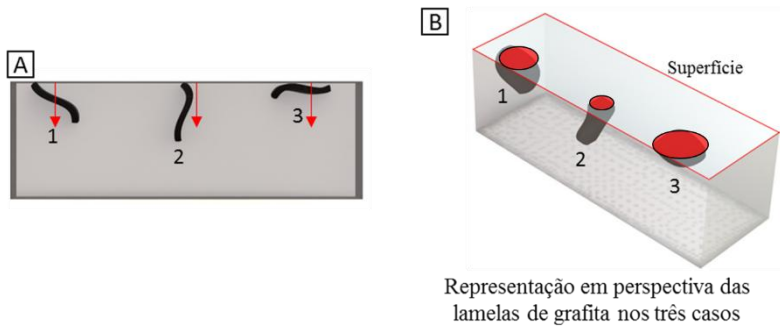 A
1
2
3
B
Superfície
1
2
3
Representação em perspectiva das
lamelas de grafita nos três casos